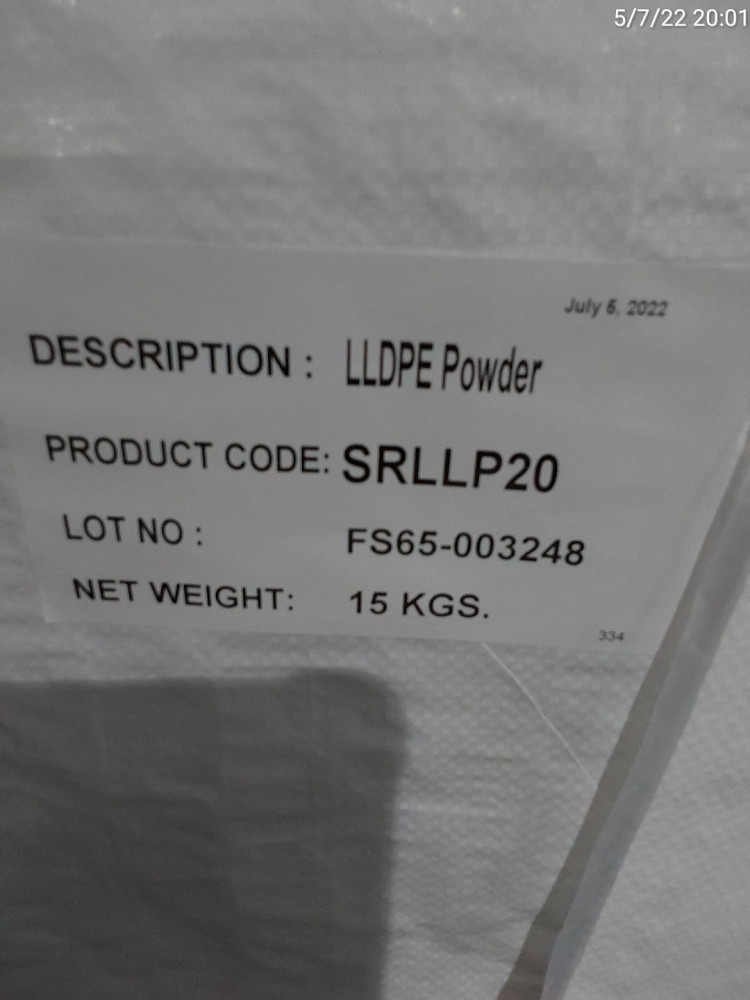 5/7/22 20:01
July 5, 2022
DESCRIPTION : LLDPE Powder
PRODUCT CODE: SRLLP20
LOT NO : FS65-003248
NET WEIGHT: 15 KGS.
334